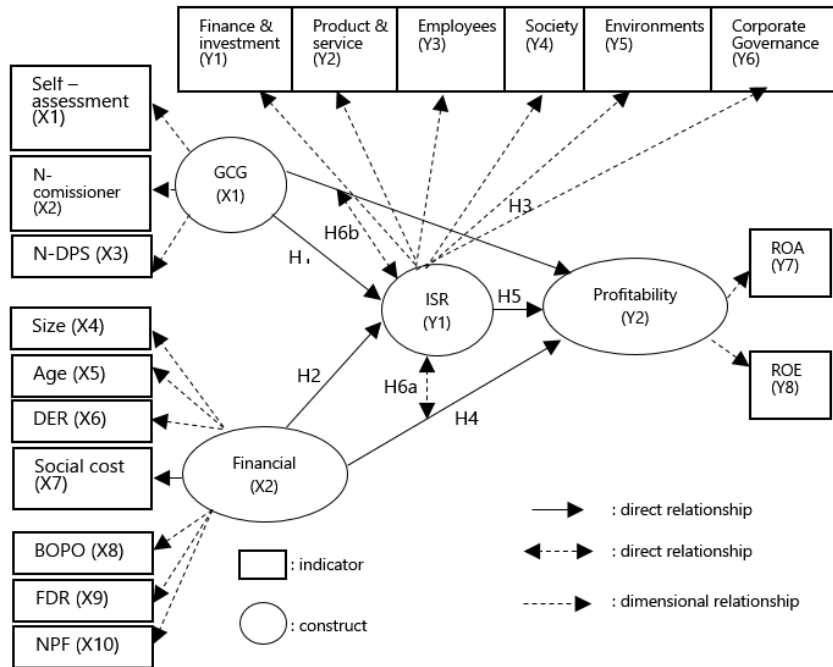 Finance &
investment
(Y1)
Product &
service
(Y2)
Employees
(Y3)
Society
(Y4)
Environments
(Y5)
Corporate
Governance
(Y6)
Self –
assessment
(X1)
N-
comissioner
(X2)
N-DPS (X3)
GCG
(X1)
H3
H6b
H1
ISR
(Y1)
H5
Profitability
(Y2)
ROA
(Y7)
ROE
(Y8)
Size (X4)
Age (X5)
DER (X6)
Social cost
(X7)
H2
H6a
H4
Financial
(X2)
BOPO (X8)
FDR (X9)
NPF (X10)
: indicator
: construct
: direct relationship
: direct relationship
: dimensional relationship